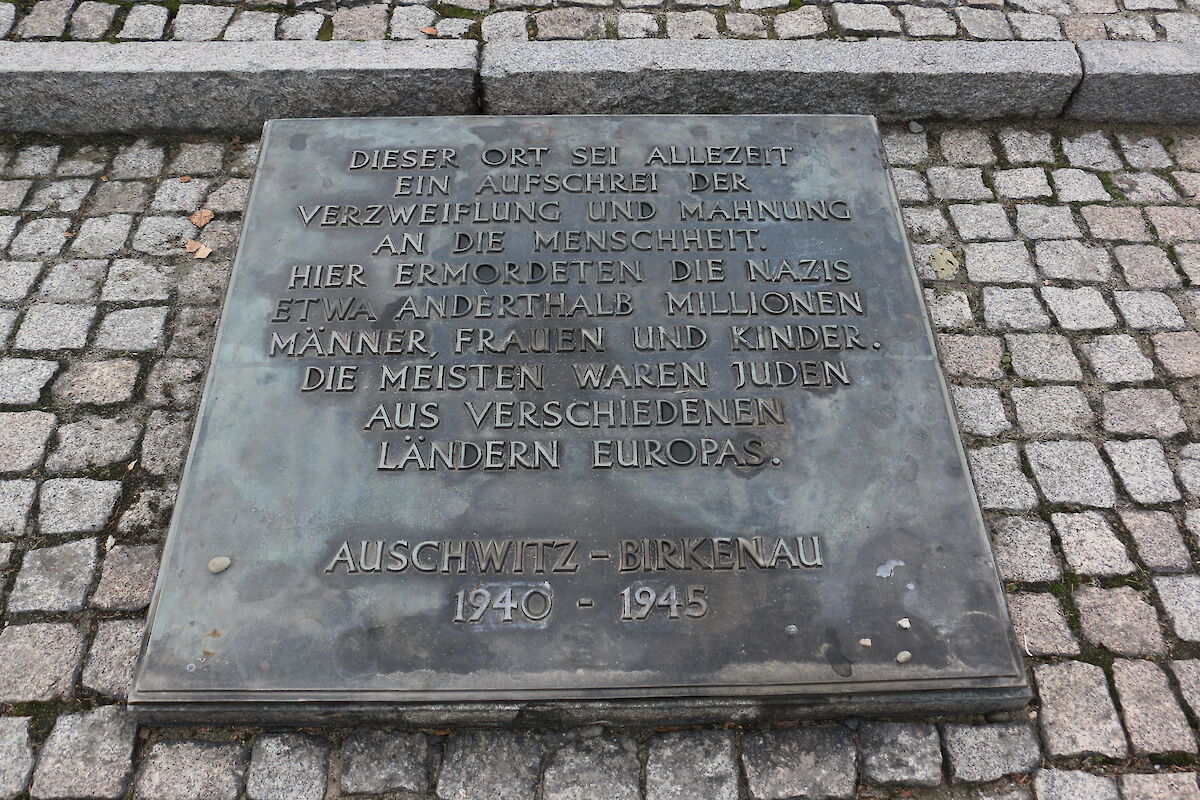 DIESER ORT SEI ALLEZEIT
EIN AUFSCHREI DER
VERZWEIFLUNG UND MAHNUNG
AN DIE MENSCHHEIT.
HIER ERMORDETEN DIE NAZIS
ETWA ANDERTHALB MILLIONEN
MÄNNER, FRAUEN UND KINDER.
DIE MEISTEN WAREN JUDEN
AUS VERSCHIEDENEN
LÄNDERN EUROPAS.
AUSCHWITZ - BIRKENAU
1940 - 1945